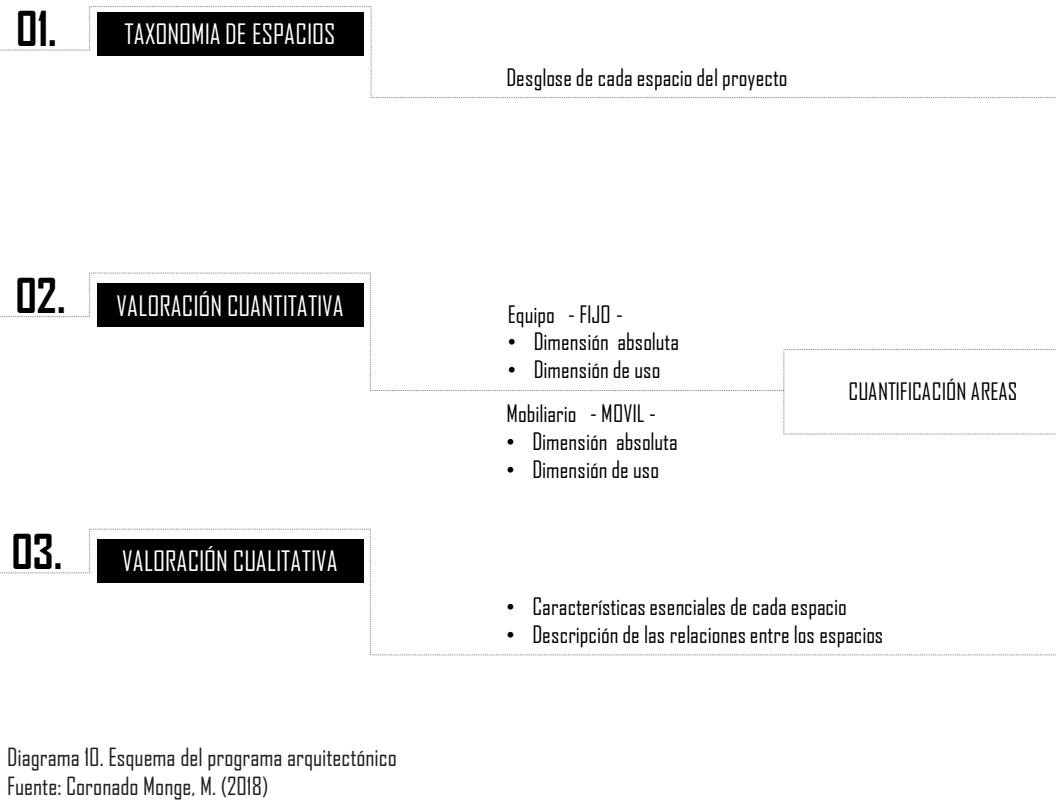 01.
TAXONOMIA DE ESPACIOS
Desglose de cada espacio del proyecto
02.
VALORACIÓN CUANTITATIVA
Equipo - FIJO -
• Dimensión absoluta
• Dimensión de uso
CUANTIFICACIÓN AREAS
Mobiliario - MOVIL -
• Dimensión absoluta
• Dimensión de uso
03.
VALORACIÓN CUALITATIVA
• Características esenciales de cada espacio
• Descripción de las relaciones entre los espacios
Diagrama 10. Esquema del programa arquitectónico
Fuente: Coronado Monge, M. (2018)